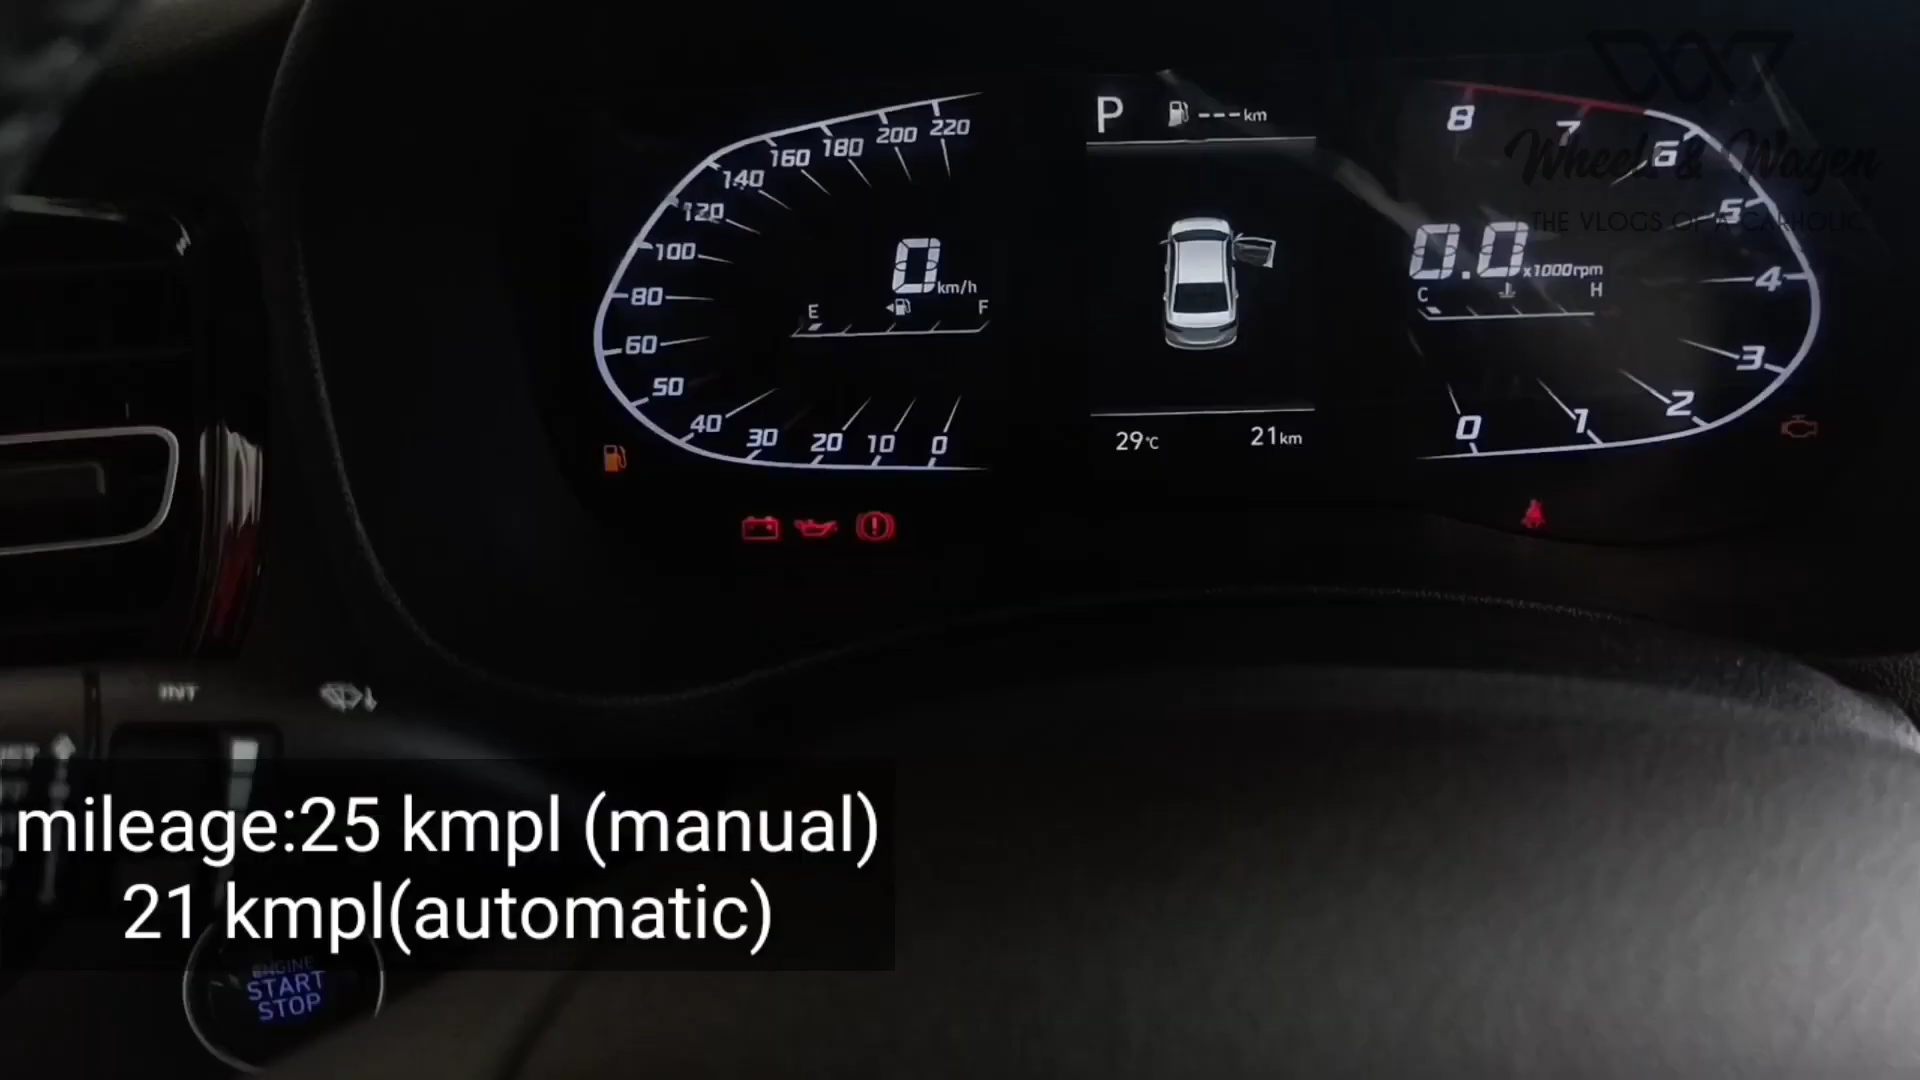 220
200
180
160
140
120
100
80
60
50
40
30
20
10
0
0 km/h
E F
P --- km
29°C 21 km
8
7
6
5
4
3
2
1
0
0.0 x1000rpm
C H
Wheels & Wagen
THE VLOGS OF A CARHOLIC
INT
mileage:25 kmpl (manual)
21 kmpl(automatic)
ENGINE
START
STOP